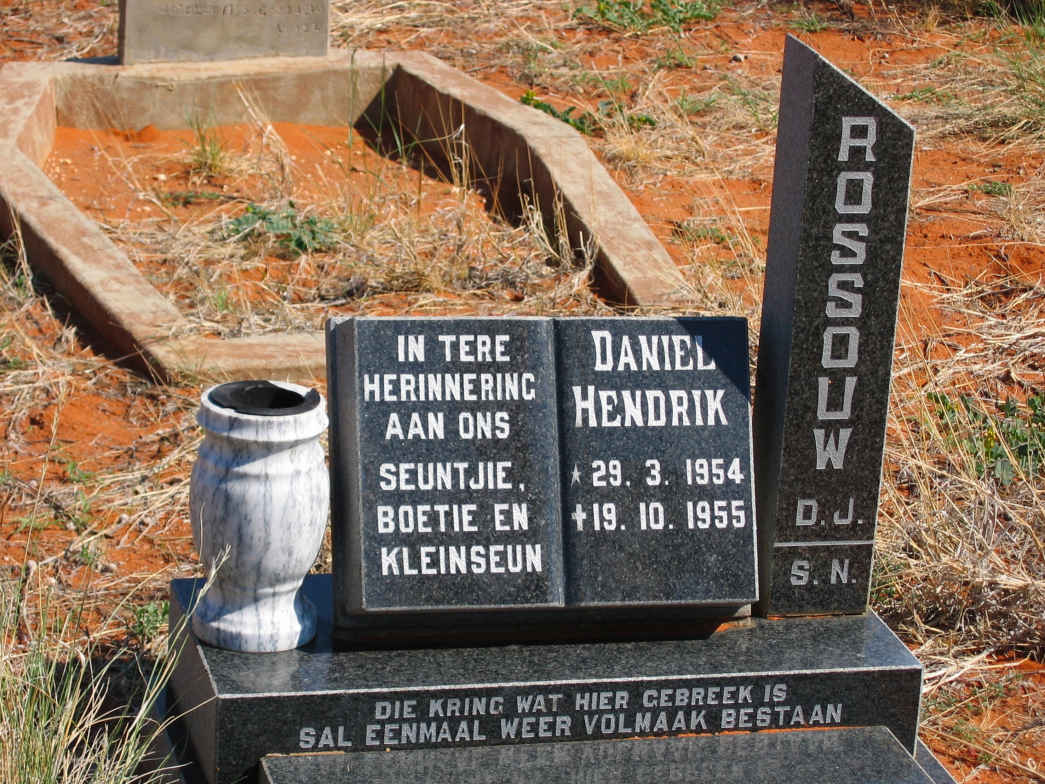 IN TERE
HERINNERING
AAN ONS
SEUNTJIE,
BOETIE EN
KLEINSEUN
DANIEL
HENDRIK
29. 3. 1954
19. 10. 1955
ROSSOUW
D.J.
S.N.
DIE KRING WAT HIER GEBREEK IS
SAL EENMAAL WEER VOLMAAK BESTAAN